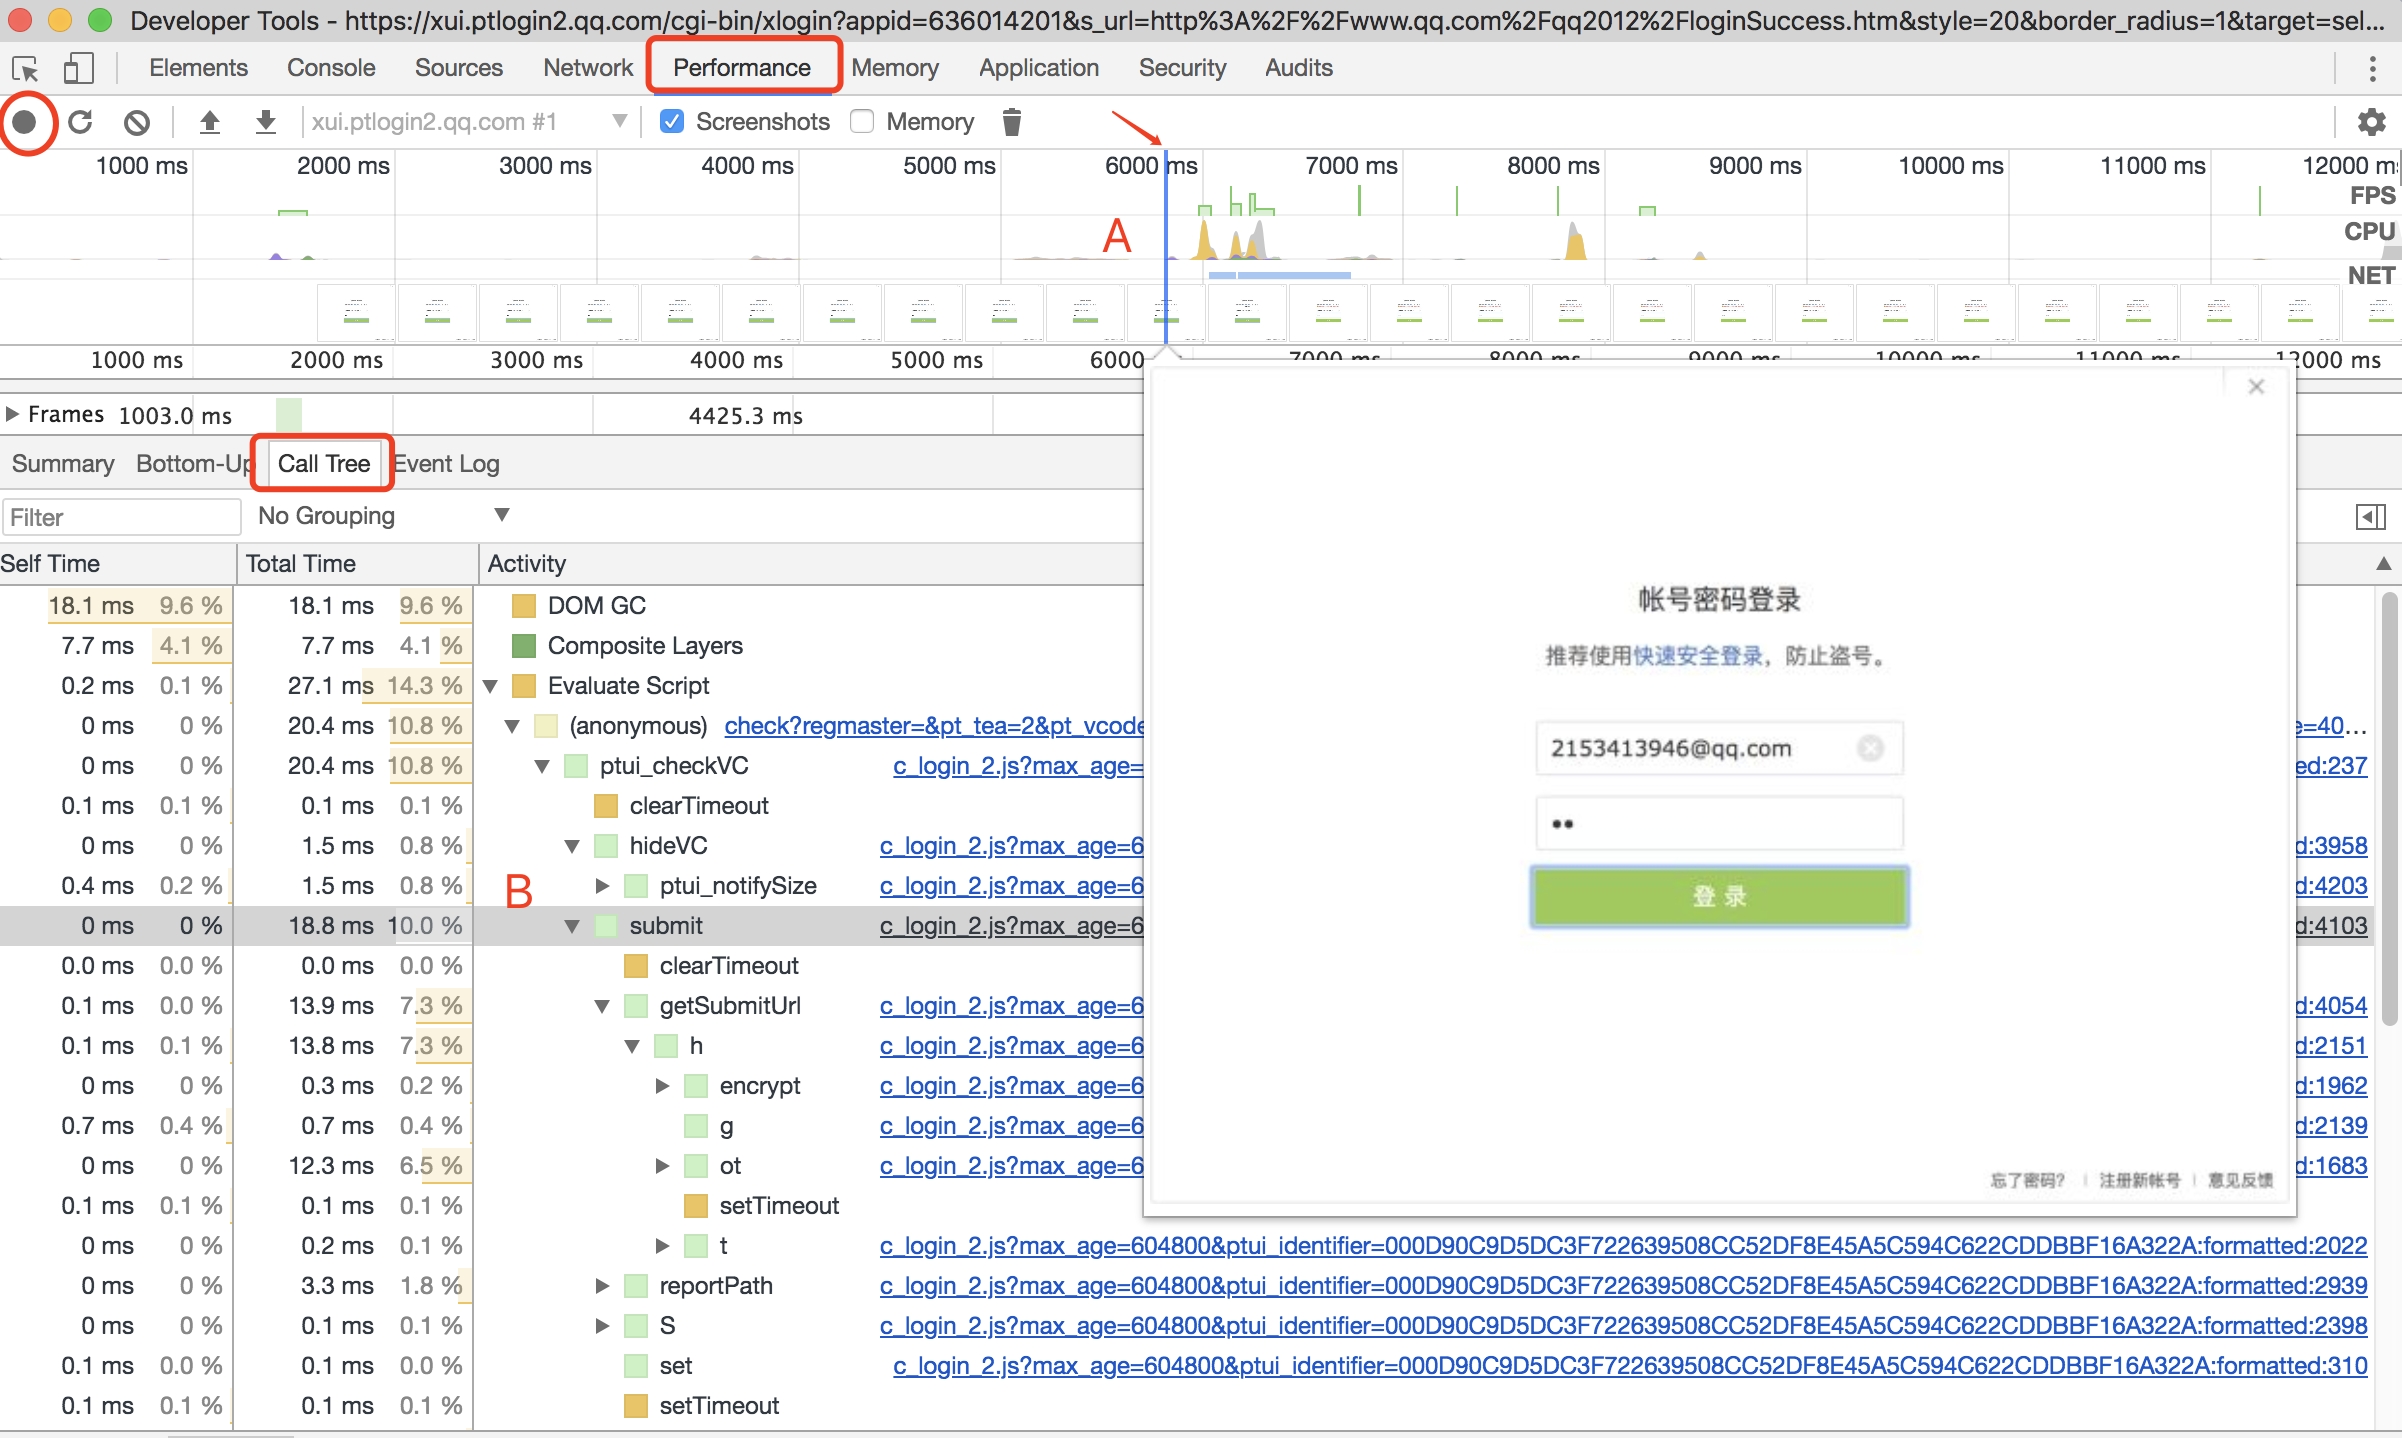 Developer Tools - https://xui.ptlogin2.qq.com/cgi-bin/xlogin?appid=636014201&s_url=http%3A%2F%2Fwww.qq.com%2Fqq2012%2FloginSuccess.htm&style=20&border_radius=1&target=sel...
Elements Console Sources Network Performance Memory Application Security Audits
xui.ptlogin2.qq.com #1 Screenshots Memory
1000 ms 2000 ms 3000 ms 4000 ms 5000 ms 6000 ms 7000 ms 8000 ms 9000 ms 10000 ms 11000 ms 12000 m
FPS
A
CPU
NET
1000 ms 2000 ms 3000 ms 4000 ms 5000 ms 6000 7000 ms 8000 ms 9000 ms 10000 ms 11000 ms 12000 ms
Frames 1003.0 ms 4425.3 ms
Summary Bottom-Up Call Tree Event Log
Filter No Grouping
Self Time Total Time Activity
18.1 ms 9.6 % 18.1 ms 9.6 % DOM GC
7.7 ms 4.1 % 7.7 ms 4.1 % Composite Layers
0.2 ms 0.1 % 27.1 ms 14.3 % Evaluate Script
0 ms 0 % 20.4 ms 10.8 % (anonymous) check?regmaster=&pt_tea=2&pt_vcode e=40...
0 ms 0 % 20.4 ms 10.8 % ptui_checkVC c_login_2.js?max_age= ed:237
0.1 ms 0.1 % 0.1 ms 0.1 % clearTimeout
0 ms 0 % 1.5 ms 0.8 % hideVC c_login_2.js?max_age=6 d:3958
0.4 ms 0.2 % 1.5 ms 0.8 % ptui_notifySize c_login_2.js?max_age=6 d:4203
B
0 ms 0 % 18.8 ms 10.0 % submit c_login_2.js?max_age=6 d:4103
0.0 ms 0.0 % 0.0 ms 0.0 % clearTimeout
0.1 ms 0.0 % 13.9 ms 7.3 % getSubmitUrl c_login_2.js?max_age=6 d:4054
0.1 ms 0.1 % 13.8 ms 7.3 % h c_login_2.js?max_age=6 d:2151
0 ms 0 % 0.3 ms 0.2 % encrypt c_login_2.js?max_age=6 d:1962
0.7 ms 0.4 % 0.7 ms 0.4 % g c_login_2.js?max_age=6 d:2139
0 ms 0 % 12.3 ms 6.5 % ot c_login_2.js?max_age=6 d:1683
0.1 ms 0.1 % 0.1 ms 0.1 % setTimeout
0 ms 0 % 0.2 ms 0.1 % t c_login_2.js?max_age=604800&ptui_identifier=000D90C9D5DC3F722639508CC52DF8E45A5C594C622CDDBBF16A322A:formatted:2022
0 ms 0 % 3.3 ms 1.8 % reportPath c_login_2.js?max_age=604800&ptui_identifier=000D90C9D5DC3F722639508CC52DF8E45A5C594C622CDDBBF16A322A:formatted:2939
0 ms 0 % 0.1 ms 0.1 % S c_login_2.js?max_age=604800&ptui_identifier=000D90C9D5DC3F722639508CC52DF8E45A5C594C622CDDBBF16A322A:formatted:2398
0.1 ms 0.0 % 0.1 ms 0.0 % set c_login_2.js?max_age=604800&ptui_identifier=000D90C9D5DC3F722639508CC52DF8E45A5C594C622CDDBBF16A322A:formatted:310
0.1 ms 0.1 % 0.1 ms 0.1 % setTimeout
帐号密码登录
推荐使用快速安全登录，防止盗号。
2153413946@qq.com
••
登 录
忘了密码? | 注册新帐号 | 意见反馈